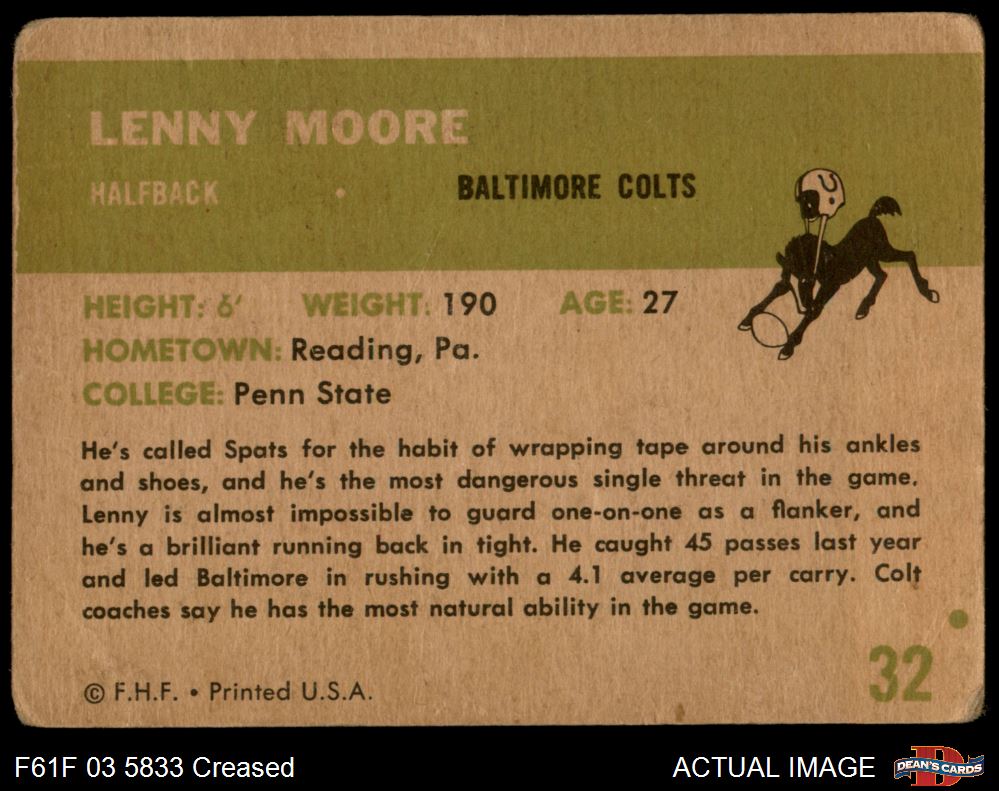 LENNY MOORE
HALFBACK • BALTIMORE COLTS
HEIGHT: 6' WEIGHT: 190 AGE: 27
HOMETOWN: Reading, Pa.
COLLEGE: Penn State
He's called Spats for the habit of wrapping tape around his ankles
and shoes, and he's the most dangerous single threat in the game.
Lenny is almost impossible to guard one-on-one as a flanker, and
he's a brilliant running back in tight. He caught 45 passes last year
and led Baltimore in rushing with a 4.1 average per carry. Colt
coaches say he has the most natural ability in the game.
32
© F.H.F. • Printed U.S.A.
F61F 03 5833 Creased
ACTUAL IMAGE
DEAN'S CARDS